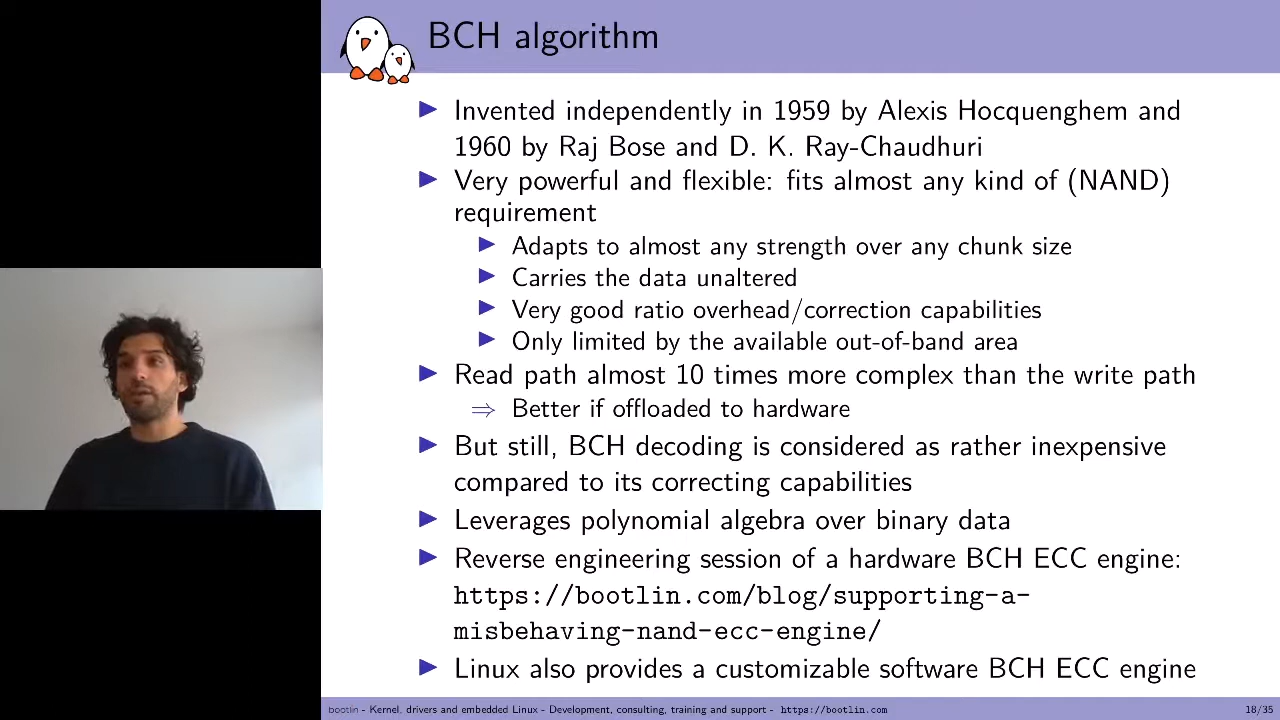 BCH algorithm
Invented independently in 1959 by Alexis Hocquenghem and
1960 by Raj Bose and D. K. Ray-Chaudhuri
Very powerful and flexible: fits almost any kind of (NAND)
requirement
Adapts to almost any strength over any chunk size
Carries the data unaltered
Very good ratio overhead/correction capabilities
Only limited by the available out-of-band area
Read path almost 10 times more complex than the write path
⇒ Better if offloaded to hardware
But still, BCH decoding is considered as rather inexpensive
compared to its correcting capabilities
Leverages polynomial algebra over binary data
Reverse engineering session of a hardware BCH ECC engine:
https://bootlin.com/blog/supporting-a-
misbehaving-nand-ecc-engine/
Linux also provides a customizable software BCH ECC engine
bootlin - Kernel, drivers and embedded Linux - Development, consulting, training and support - https://bootlin.com 18/35